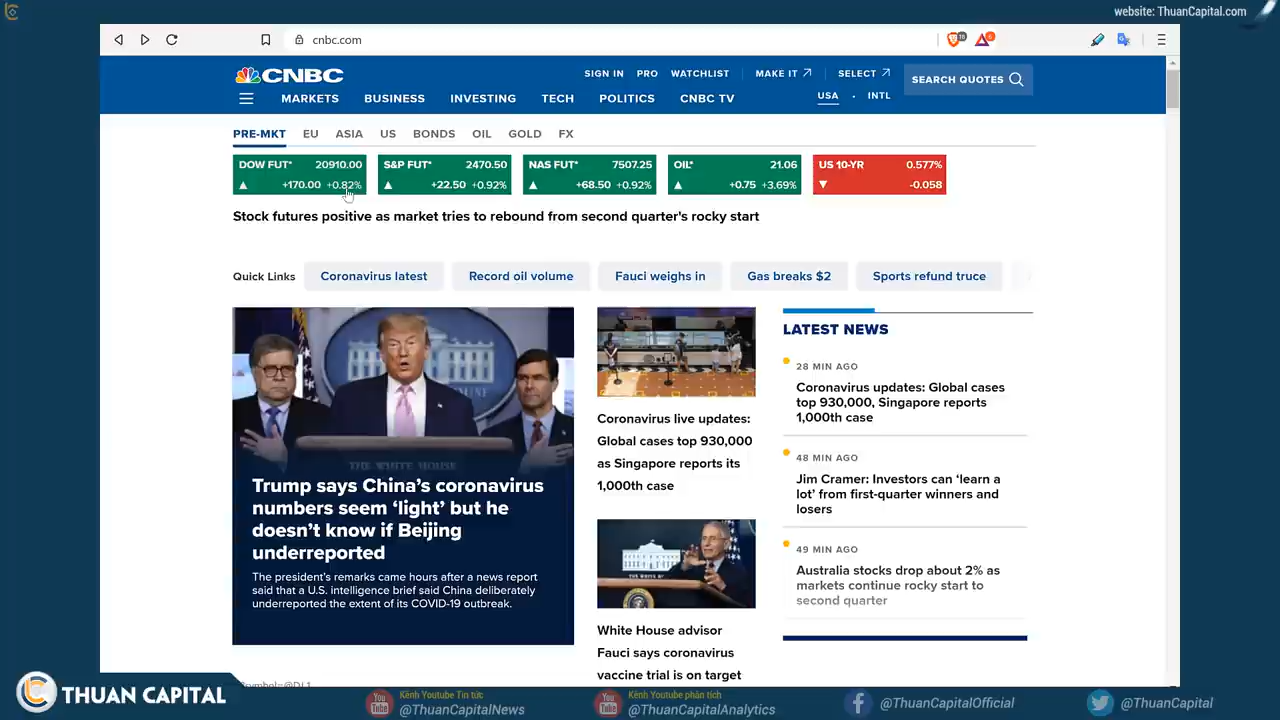 website: ThuanCapital.com
cnbc.com
CNBC
SIGN IN PRO WATCHLIST MAKE IT SELECT
SEARCH QUOTES
MARKETS BUSINESS INVESTING TECH POLITICS CNBC TV
USA INTL
PRE-MKT EU ASIA US BONDS OIL GOLD FX
DOW FUT* 20910.00
+170.00 +0.82%
S&P FUT* 2470.50
+22.50 +0.92%
NAS FUT* 7507.25
+68.50 +0.92%
OIL* 21.06
+0.75 +3.69%
US 10-YR 0.577%
-0.058
Stock futures positive as market tries to rebound from second quarter's rocky start
Quick Links Coronavirus latest Record oil volume Fauci weighs in Gas breaks $2 Sports refund truce
THE WHITE HOUSE
Trump says China's coronavirus
numbers seem 'light' but he
doesn't know if Beijing
underreported
The president's remarks came hours after a news report
said that a U.S. intelligence brief said China deliberately
underreported the extent of its COVID-19 outbreak.
Coronavirus live updates:
Global cases top 930,000
as Singapore reports its
1,000th case
White House advisor
Fauci says coronavirus
vaccine trial is on target
LATEST NEWS
28 MIN AGO
Coronavirus updates: Global cases
top 930,000, Singapore reports
1,000th case
48 MIN AGO
Jim Cramer: Investors can 'learn a
lot' from first-quarter winners and
losers
49 MIN AGO
Australia stocks drop about 2% as
markets continue rocky start to
second quarter
THUAN CAPITAL
Kênh Youtube Tin tức
@ThuanCapitalNews
Kênh Youtube phân tích
@ThuanCapitalAnalytics
@ThuanCapitalOfficial
@ThuanCapital